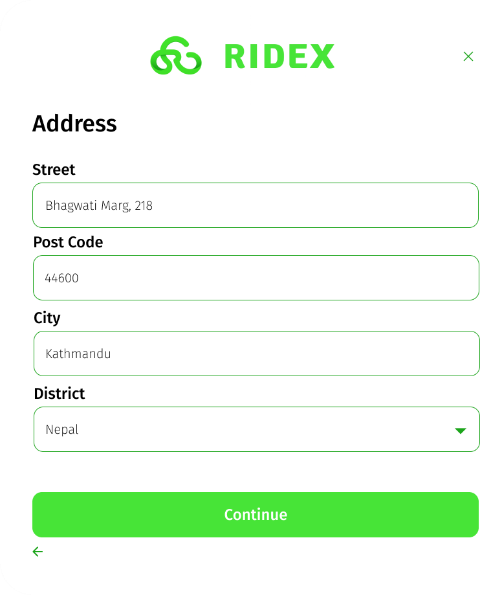 RIDEX
Address
Street
Bhagwati Marg, 218
Post Code
44600
City
Kathmandu
District
Nepal
Continue